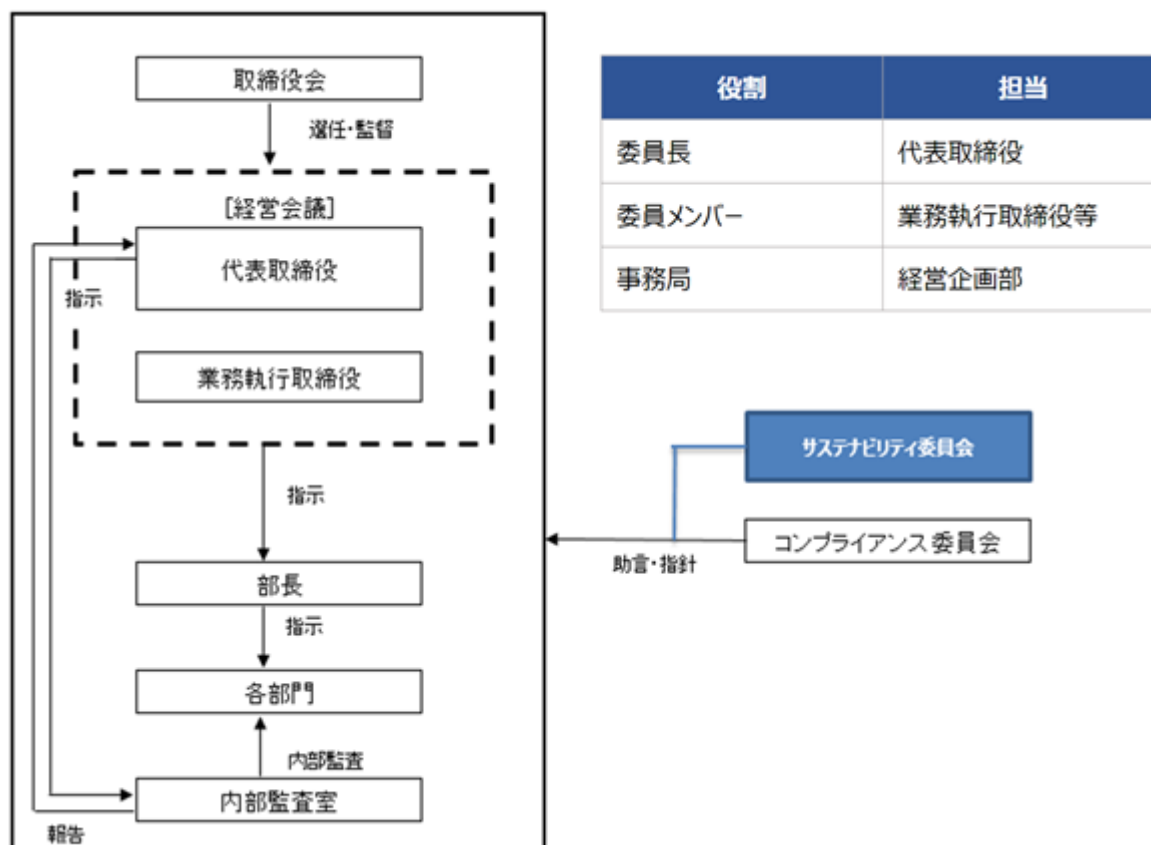 取締役会
選任・監督
[経営会議]
代表取締役
指示
業務執行取締役
指示
部長
指示
各部門
内部監査
内部監査室
報告
役割 担当
委員長 代表取締役
委員メンバー 業務執行取締役等
事務局 経営企画部
サステナビリティ委員会
コンプライアンス委員会
助言・指針